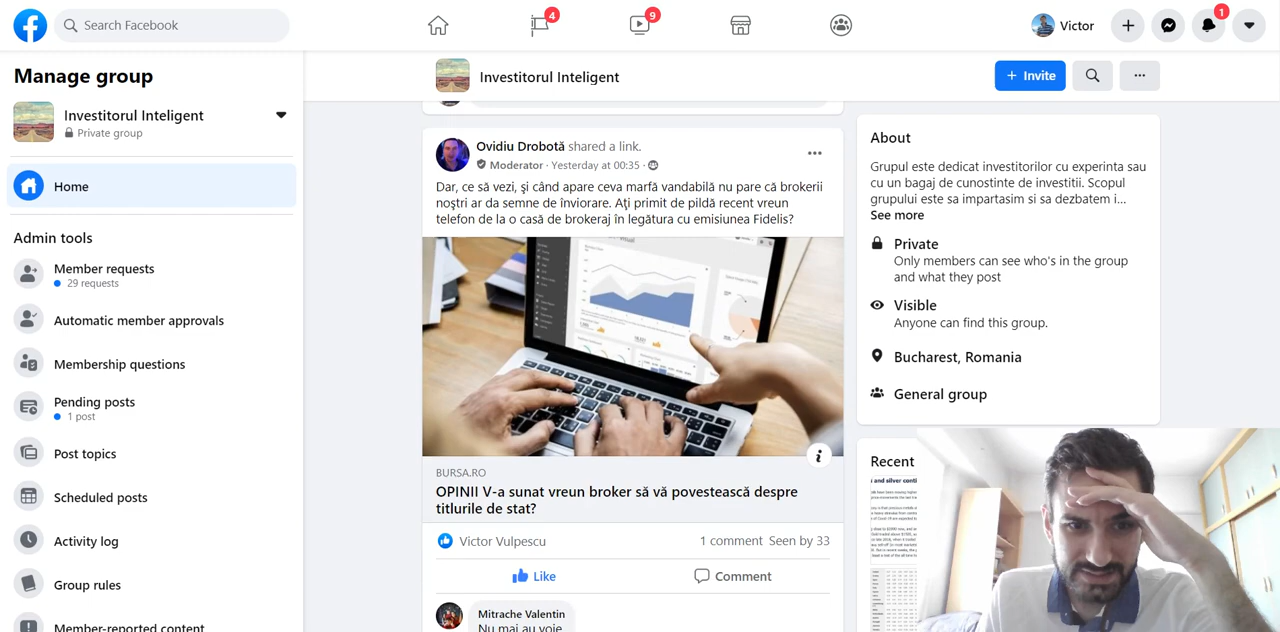 Search Facebook
4
9
Victor
1
Manage group
Investitorul Inteligent
Private group
Home
Admin tools
Member requests
29 requests
Automatic member approvals
Membership questions
Pending posts
1 post
Post topics
Scheduled posts
Activity log
Group rules
Member-reported content
Investitorul Inteligent
+ Invite
Ovidiu Drobotă shared a link.
Moderator · Yesterday at 00:35 ·
Dar, ce să vezi, şi când apare ceva marfă vandabilă nu pare că brokerii
noştri ar da semne de înviorare. Aţi primit de pildă recent vreun
telefon de la o casă de brokeraj în legătura cu emisiunea Fidelis?
BURSA.RO
OPINII V-a sunat vreun broker să vă povestească despre
titlurile de stat?
Victor Vulpescu
1 comment Seen by 33
Like
Comment
Mitrache Valentin
Nu mai au voie
About
Grupul este dedicat investitorilor cu experinta sau
cu un bagaj de cunostinte de investitii. Scopul
grupului este sa impartasim si sa dezbatem i...
See more
Private
Only members can see who's in the group
and what they post
Visible
Anyone can find this group.
Bucharest, Romania
General group
Recent
and silver conti